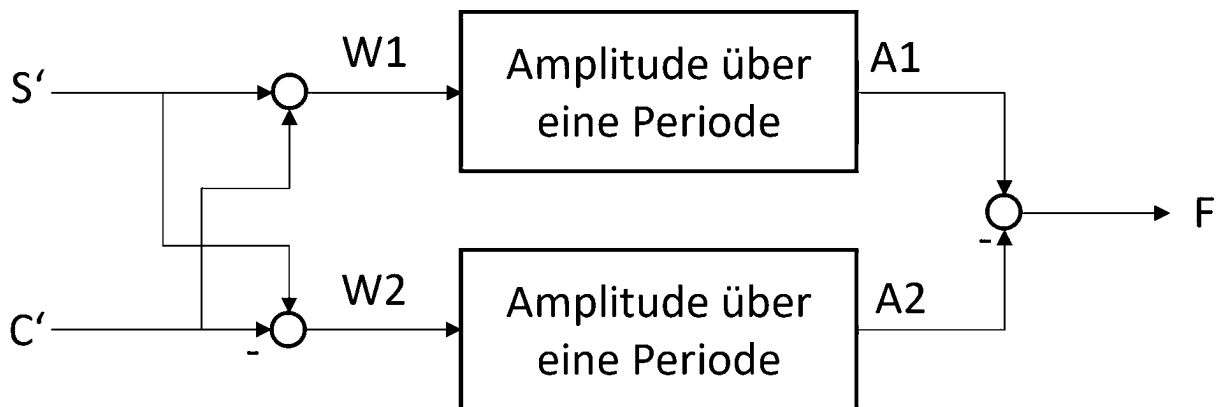 S‘
W1
Amplitude über
eine Periode
A1
F
C‘
-
W2
Amplitude über
eine Periode
A2
-